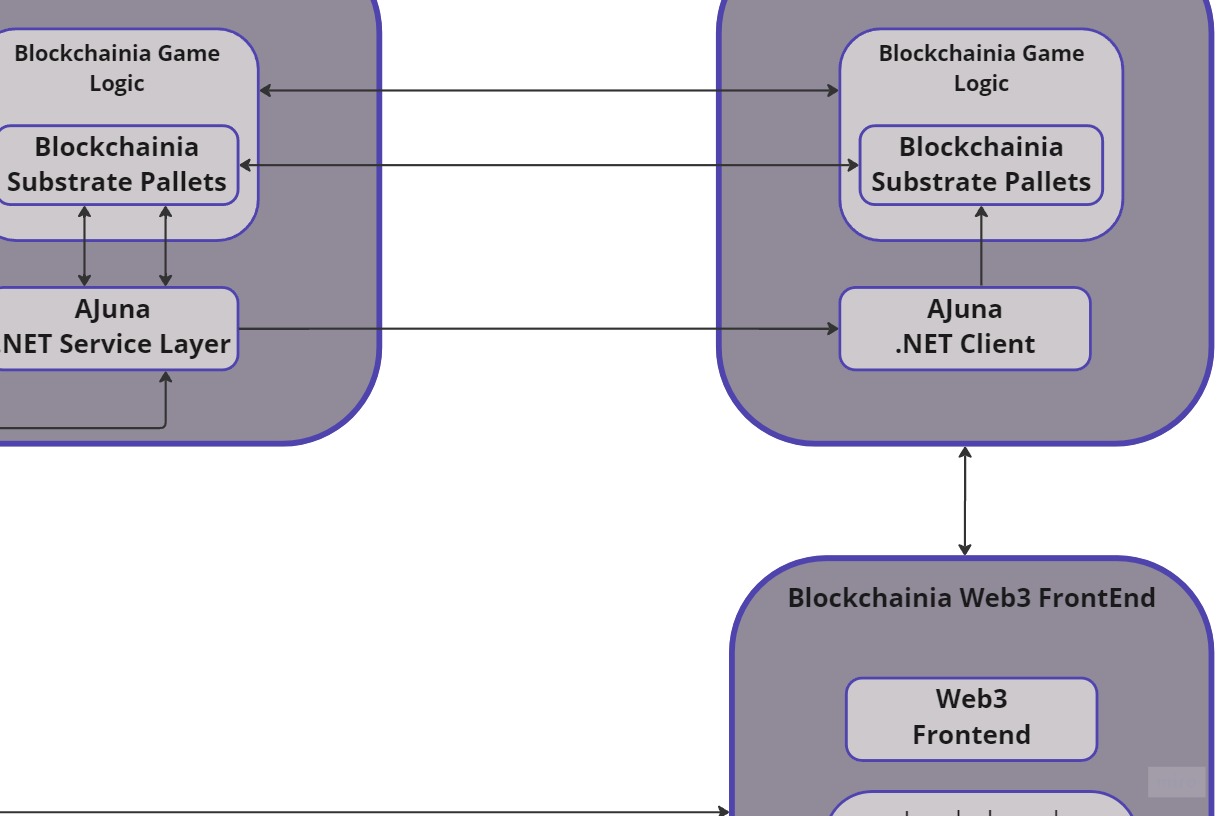 Blockchainia Game
Logic
Blockchainia
Substrate Pallets
AJuna
.NET Service Layer
Blockchainia Game
Logic
Blockchainia
Substrate Pallets
AJuna
.NET Client
Blockchainia Web3 FrontEnd
Web3
Frontend